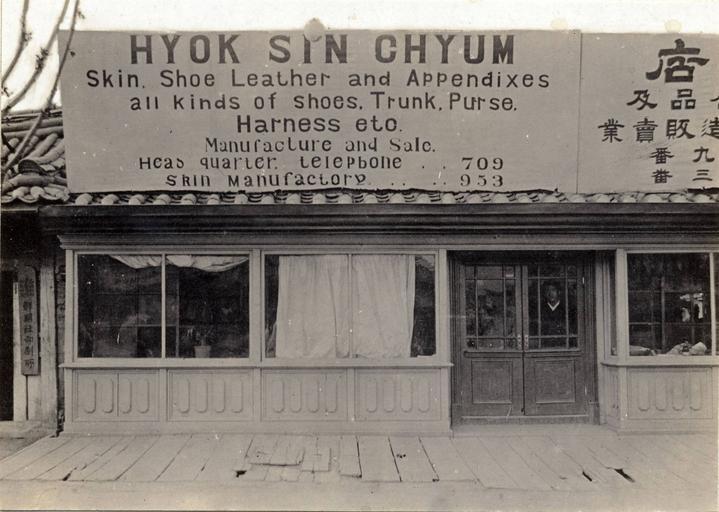 HYOK SIN CHYUM
Skin, Shoe Leather and Appendixes
all kinds of shoes, Trunk, Purse,
Harness etc.
Manufacture and Sale.
Head quarter, telephone . . 709
Skin Manufactory. . . . . 953
店
品及
造販賣業
九番
三番